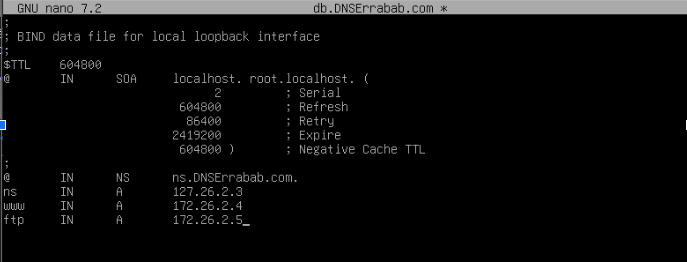 GNU nano 7.2 db.DNSErrabab.com *
;
; BIND data file for local loopback interface
;
$TTL 604800
@ IN SOA localhost. root.localhost. (
2 ; Serial
604800 ; Refresh
86400 ; Retry
2419200 ; Expire
604800 ) ; Negative Cache TTL
;
@ IN NS ns.DNSErrabab.com.
ns IN A 127.26.2.3
www IN A 172.26.2.4
ftp IN A 172.26.2.5_